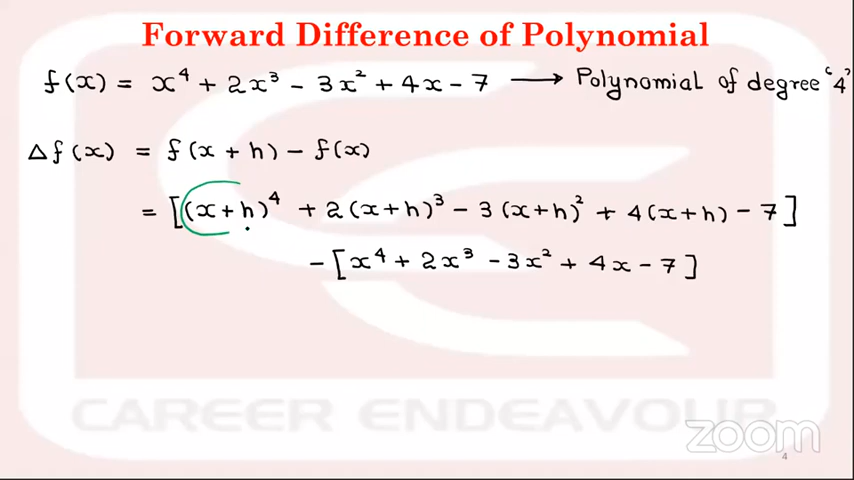 Forward Difference of Polynomial
f(x) = x⁴ + 2x³ - 3x² + 4x - 7 ⟶ Polynomial of degree ‘4’
Δf(x) = f(x + h) - f(x)
= [(x+h)⁴ + 2(x+h)³ - 3(x+h)² + 4(x+h) - 7]
- [x⁴ + 2x³ - 3x² + 4x - 7]
CAREER ENDEAVOUR
zoom
4